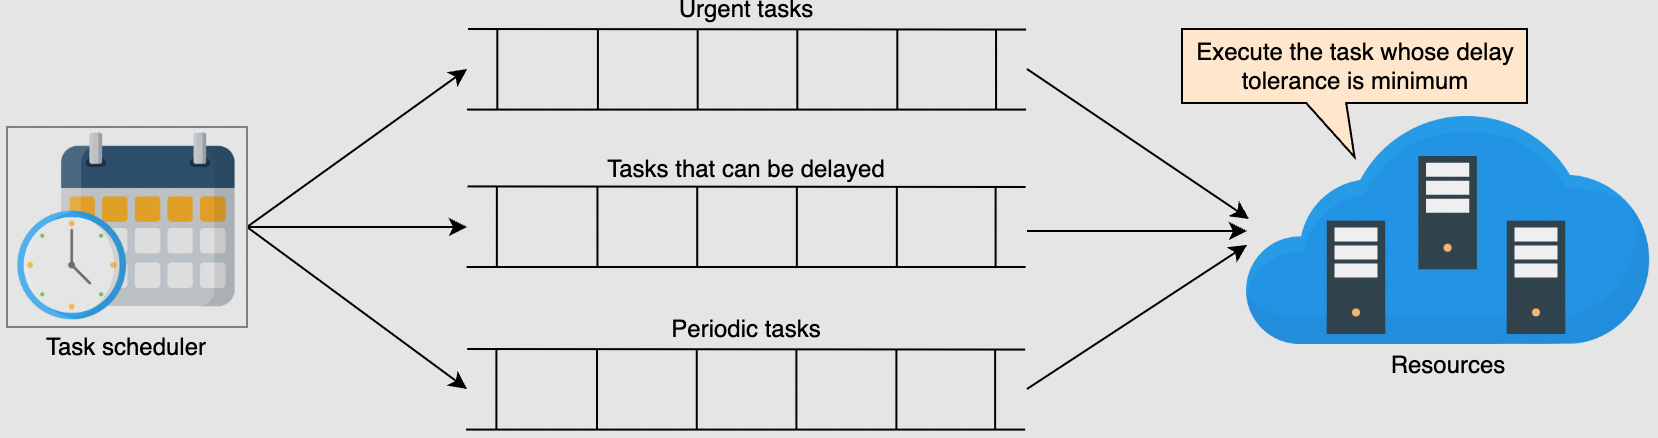 Urgent tasks
Execute the task whose delay
tolerance is minimum
Tasks that can be delayed
Periodic tasks
Task scheduler
Resources